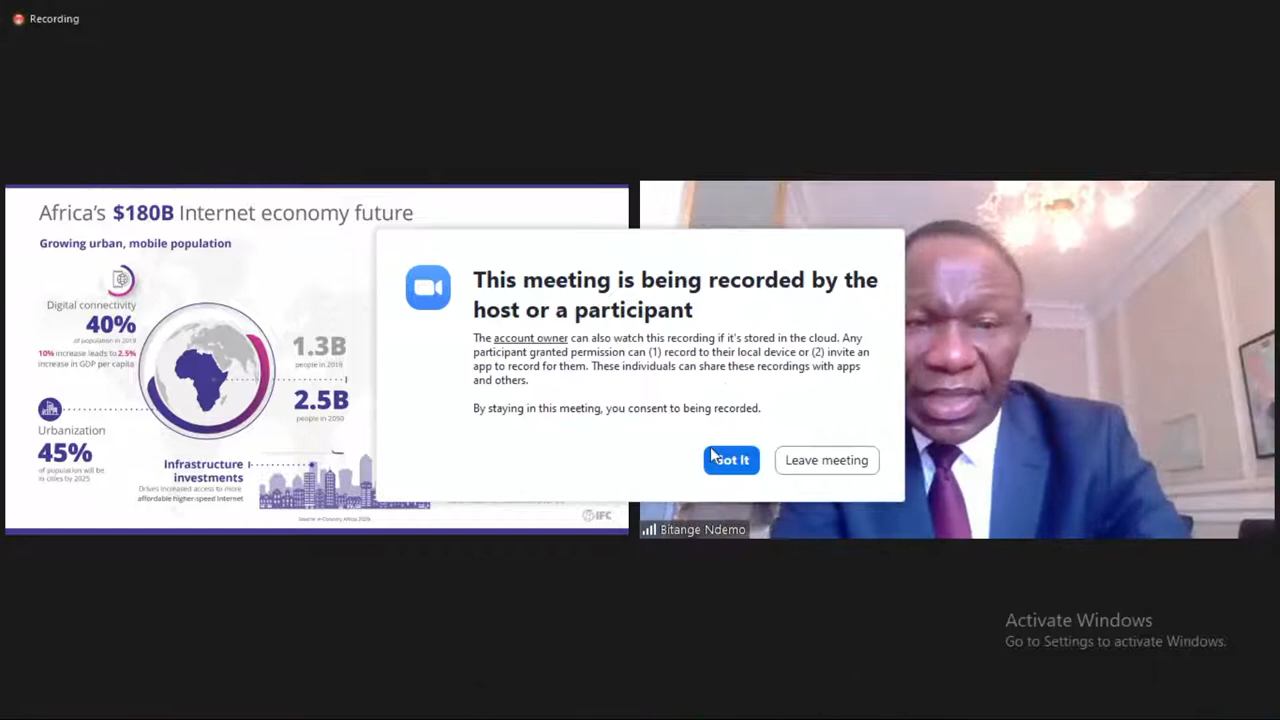 Recording
Africa's $180B Internet economy future
Growing urban, mobile population
Digital connectivity
40%
of population in 2019
10% increase leads to 2.5%
increase in GDP per capita
1.3B
people in 2018
2.5B
people in 2050
Urbanization
45%
of population will be
in cities by 2025
Infrastructure
investments
Drives increased access to more
affordable higher-speed Internet
Source: e-Conomy Africa 2020
IFC
This meeting is being recorded by the
host or a participant
The account owner can also watch this recording if it's stored in the cloud. Any
participant granted permission can (1) record to their local device or (2) invite an
app to record for them. These individuals can share these recordings with apps
and others.
By staying in this meeting, you consent to being recorded.
Got It
Leave meeting
Bitange Ndemo
Activate Windows
Go to Settings to activate Windows.